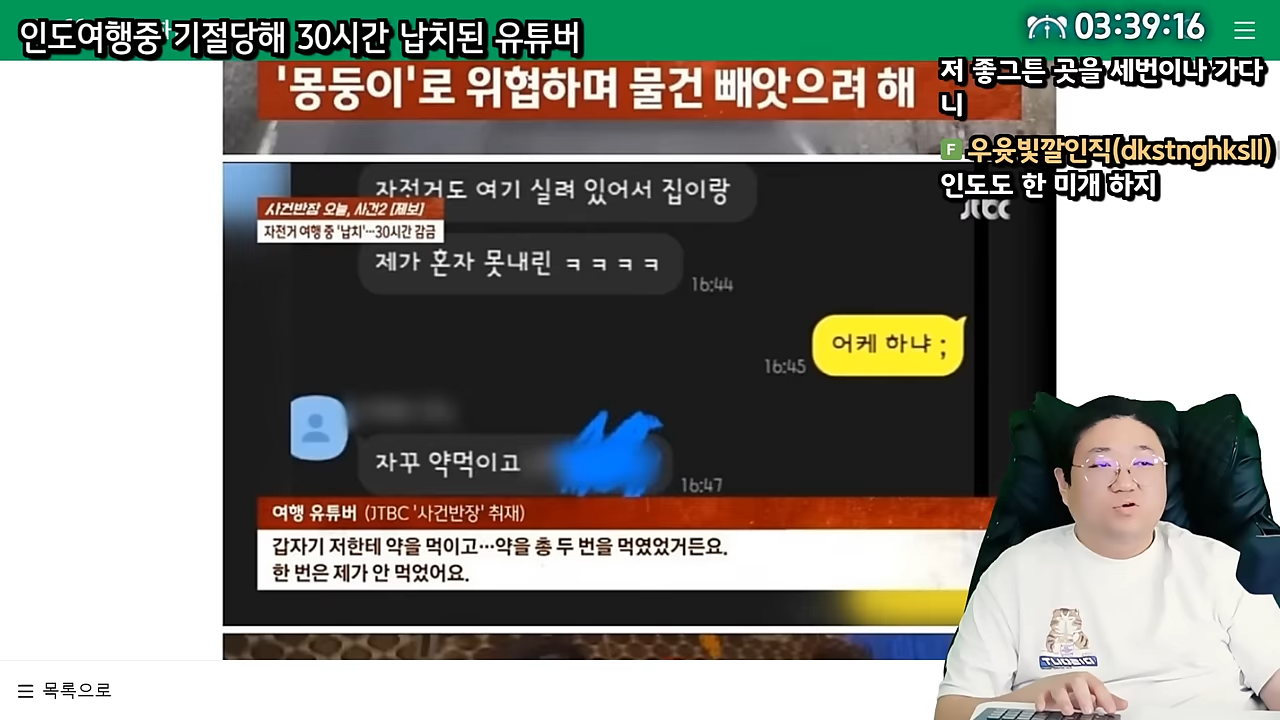 인도여행중 기절당해 30시간 납치된 유튜버
03:39:16
'몽둥이'로 위협하며 물건 빼앗으려 해
저 좋그튼 곳을 세번이나 가다
니
F 우윳빛깔인직(dkstnghksll)
인도도 한 미개 하지
자전거도 여기 실려 있어서 집이랑
사건반장 오늘, 사건2 [제보]
자전거 여행 중 '납치'…30시간 감금
JTBC
제가 혼자 못내린 ㅋㅋㅋㅋ
16:44
어케 하냐 ;
16:45
자꾸 약먹이고
16:47
여행 유튜버 (JTBC '사건반장' 취재)
갑자기 저한테 약을 먹이고…약을 총 두 번을 먹였었거든요.
한 번은 제가 안 먹었어요.
목록으로